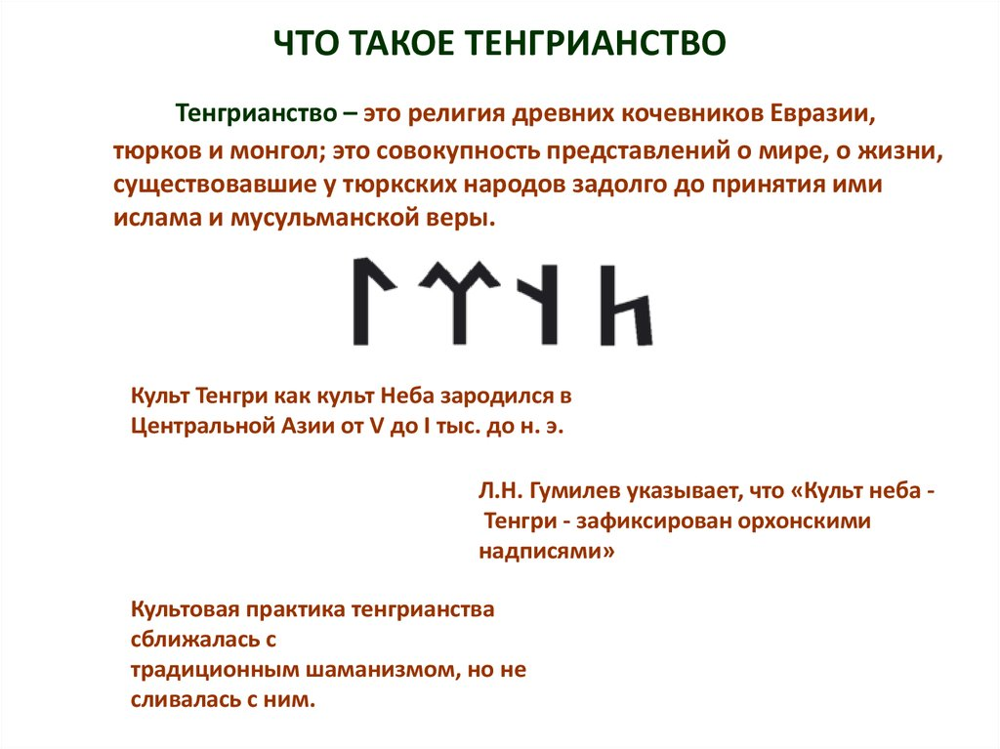 ЧТО ТАКОЕ ТЕНГРИАНСТВО
Тенгрианство – это религия древних кочевников Евразии,
тюрков и монгол; это совокупность представлений о мире, о жизни,
существовавшие у тюркских народов задолго до принятия ими
ислама и мусульманской веры.
𐰃𐰼𐰭𐱅
Культ Тенгри как культ Неба зародился в
Центральной Азии от V до I тыс. до н. э.
Л.Н. Гумилев указывает, что «Культ неба -
Тенгри - зафиксирован орхонскими
надписями»
Культовая практика тенгрианства
сближалась с
традиционным шаманизмом, но не
сливалась с ним.